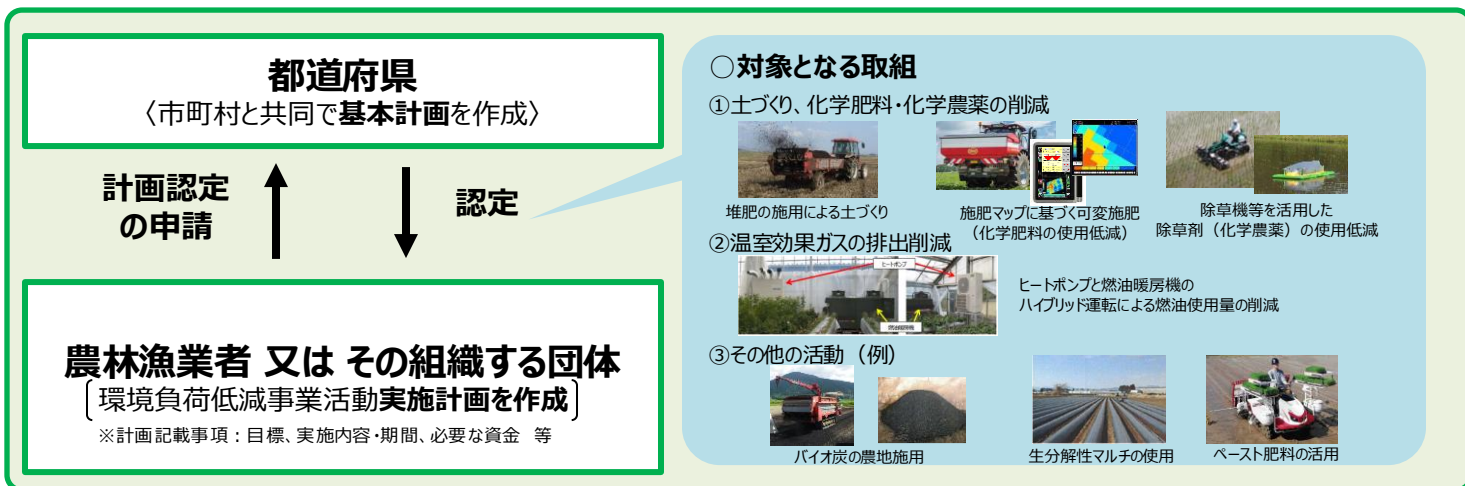 都道府県
〈市町村と共同で基本計画を作成〉
計画認定
の申請
認定
農林漁業者 又は その組織する団体
環境負荷低減事業活動実施計画を作成
※計画記載事項：目標、実施内容・期間、必要な資金 等
○対象となる取組
①土づくり、化学肥料・化学農薬の削減
堆肥の施用による土づくり
施肥マップに基づく可変施肥
（化学肥料の使用低減）
除草機等を活用した
除草剤（化学農薬）の使用低減
②温室効果ガスの排出削減
ヒートポンプ
燃油暖房機
ヒートポンプと燃油暖房機の
ハイブリッド運転による燃油使用量の削減
③その他の活動（例）
バイオ炭の農地施用
生分解性マルチの使用
ペースト肥料の活用